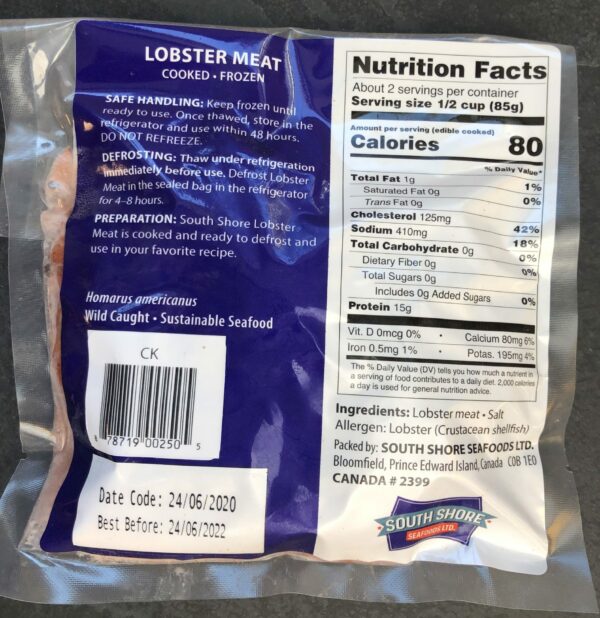 LOBSTER MEAT
COOKED • FROZEN
SAFE HANDLING: Keep frozen until
ready to use. Once thawed, store in the
refrigerator and use within 48 hours.
DO NOT REFREEZE.
DEFROSTING: Thaw under refrigeration
immediately before use. Defrost Lobster
Meat in the sealed bag in the refrigerator
for 4–8 hours.
PREPARATION: South Shore Lobster
Meat is cooked and ready to defrost and
use in your favorite recipe.
Homarus americanus
Wild Caught • Sustainable Seafood
CK
78719 00250 5
Date Code: 24/06/2020
Best Before: 24/06/2022
Nutrition Facts
About 2 servings per container
Serving size 1/2 cup (85g)
Amount per serving (edible cooked)
Calories 80
% Daily Value*
Total Fat 1g 1%
Saturated Fat 0g 0%
Trans Fat 0g
Cholesterol 125mg 42%
Sodium 410mg 18%
Total Carbohydrate 0g 0%
Dietary Fiber 0g 0%
Total Sugars 0g
Includes 0g Added Sugars 0%
Protein 15g
Vit. D 0mcg 0% • Calcium 80mg 6%
Iron 0.5mg 1% • Potas. 195mg 4%
The % Daily Value (DV) tells you how much a nutrient in
a serving of food contributes to a daily diet. 2,000 calories
a day is used for general nutrition advice.
Ingredients: Lobster meat • Salt
Allergen: Lobster (Crustacean shellfish)
Packed by: SOUTH SHORE SEAFOODS LTD.
Bloomfield, Prince Edward Island, Canada C0B 1E0
CANADA # 2399
SOUTH SHORE
SEAFOODS LTD.